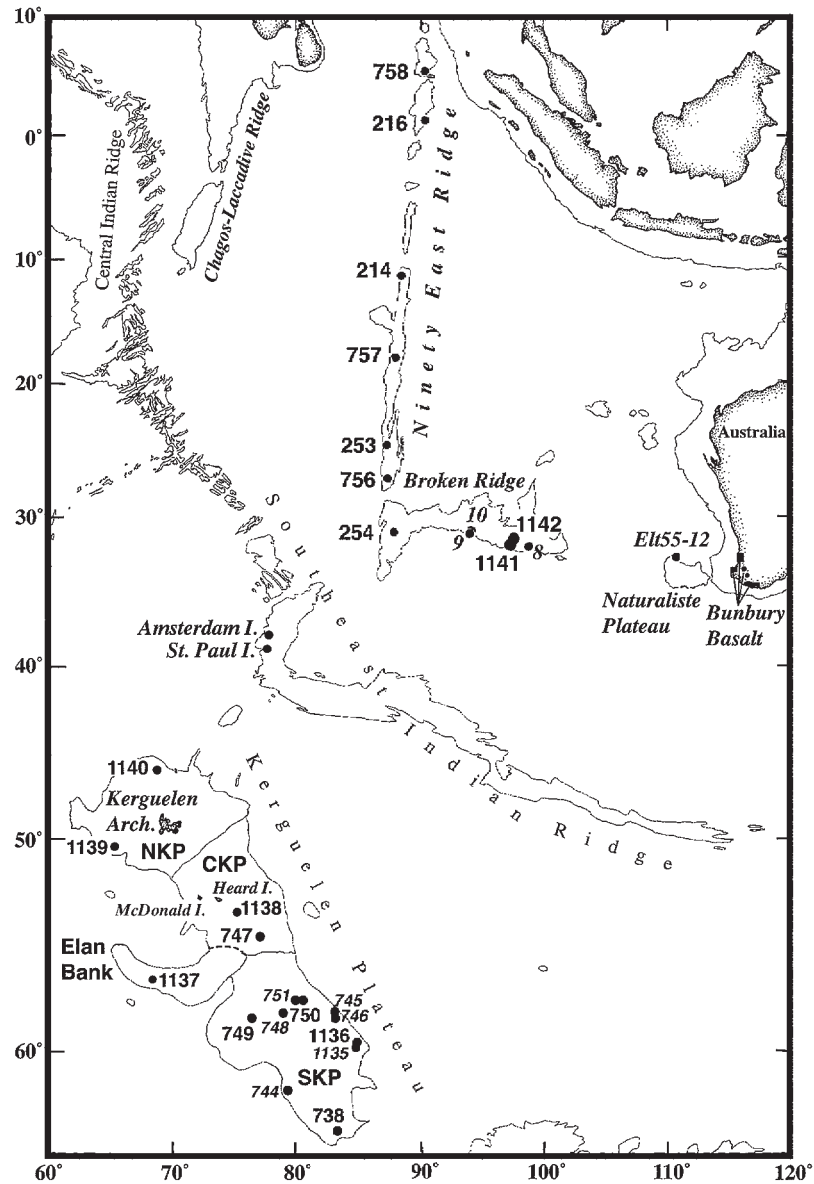 10°
758
216
0°
Central Indian Ridge
Chagos-Laccadive Ridge
Ninety East Ridge
10°
214
757
20°
Australia
253
756
Broken Ridge
30°
254
10
9
1142
1141
8
Elt55-12
Naturaliste
Plateau
Bunbury
Basalt
Southeast Indian Ridge
Amsterdam I.
St. Paul I.
40°
1140
Kerguelen
Arch.
1139
NKP
50°
CKP
Heard I.
McDonald I.
1138
747
Kerguelen Plateau
Elan
Bank
1137
751
745
746
749
748
750
1136
1135
60°
SKP
744
738
60°
70°
80°
90°
100°
110°
120°